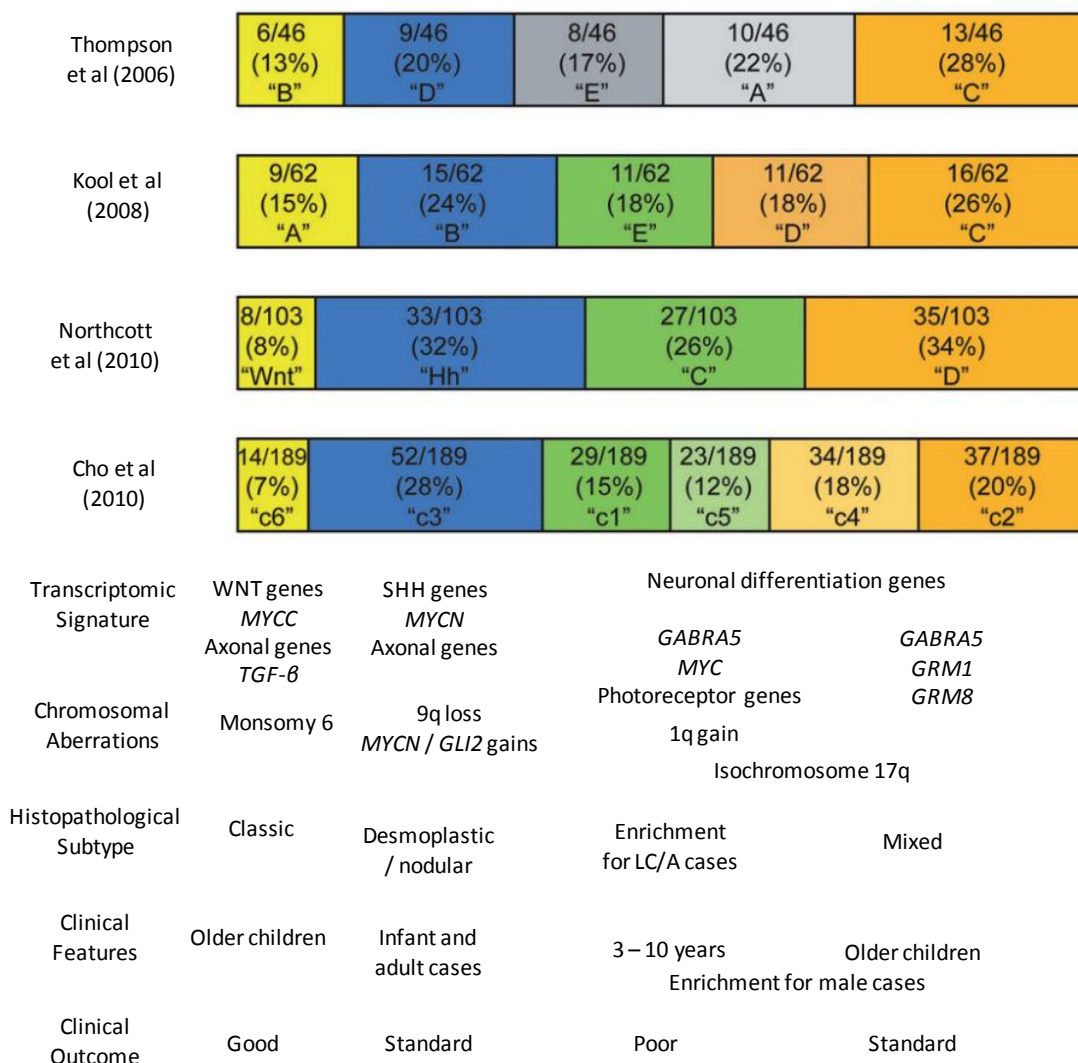 Thompson
et al (2006)
6/46
(13%)
"B"
9/46
(20%)
"D"
8/46
(17%)
"E"
10/46
(22%)
"A"
13/46
(28%)
"C"
Kool et al
(2008)
9/62
(15%)
"A"
15/62
(24%)
"B"
11/62
(18%)
"E"
11/62
(18%)
"D"
16/62
(26%)
"C"
Northcott
et al (2010)
8/103
(8%)
"Wnt"
33/103
(32%)
"Hh"
27/103
(26%)
"C"
35/103
(34%)
"D"
Cho et al
(2010)
14/189
(7%)
"c6"
52/189
(28%)
"c3"
29/189
(15%)
"c1"
23/189
(12%)
"c5"
34/189
(18%)
"c4"
37/189
(20%)
"c2"
Transcriptomic
Signature
WNT genes
MYCC
Axonal genes
TGF-β
SHH genes
MYCN
Axonal genes
Neuronal differentiation genes
GABRA5
MYC
Photoreceptor genes
GABRA5
GRM1
GRM8
Chromosomal
Aberrations
Monsomy 6
9q loss
MYCN / GLI2 gains
1q gain
Isochromosome 17q
Histopathological
Subtype
Classic
Desmoplastic
/ nodular
Enrichment
for LC/A cases
Mixed
Clinical
Features
Older children
Infant and
adult cases
3 – 10 years
Older children
Enrichment for male cases
Clinical
Outcome
Good
Standard
Poor
Standard